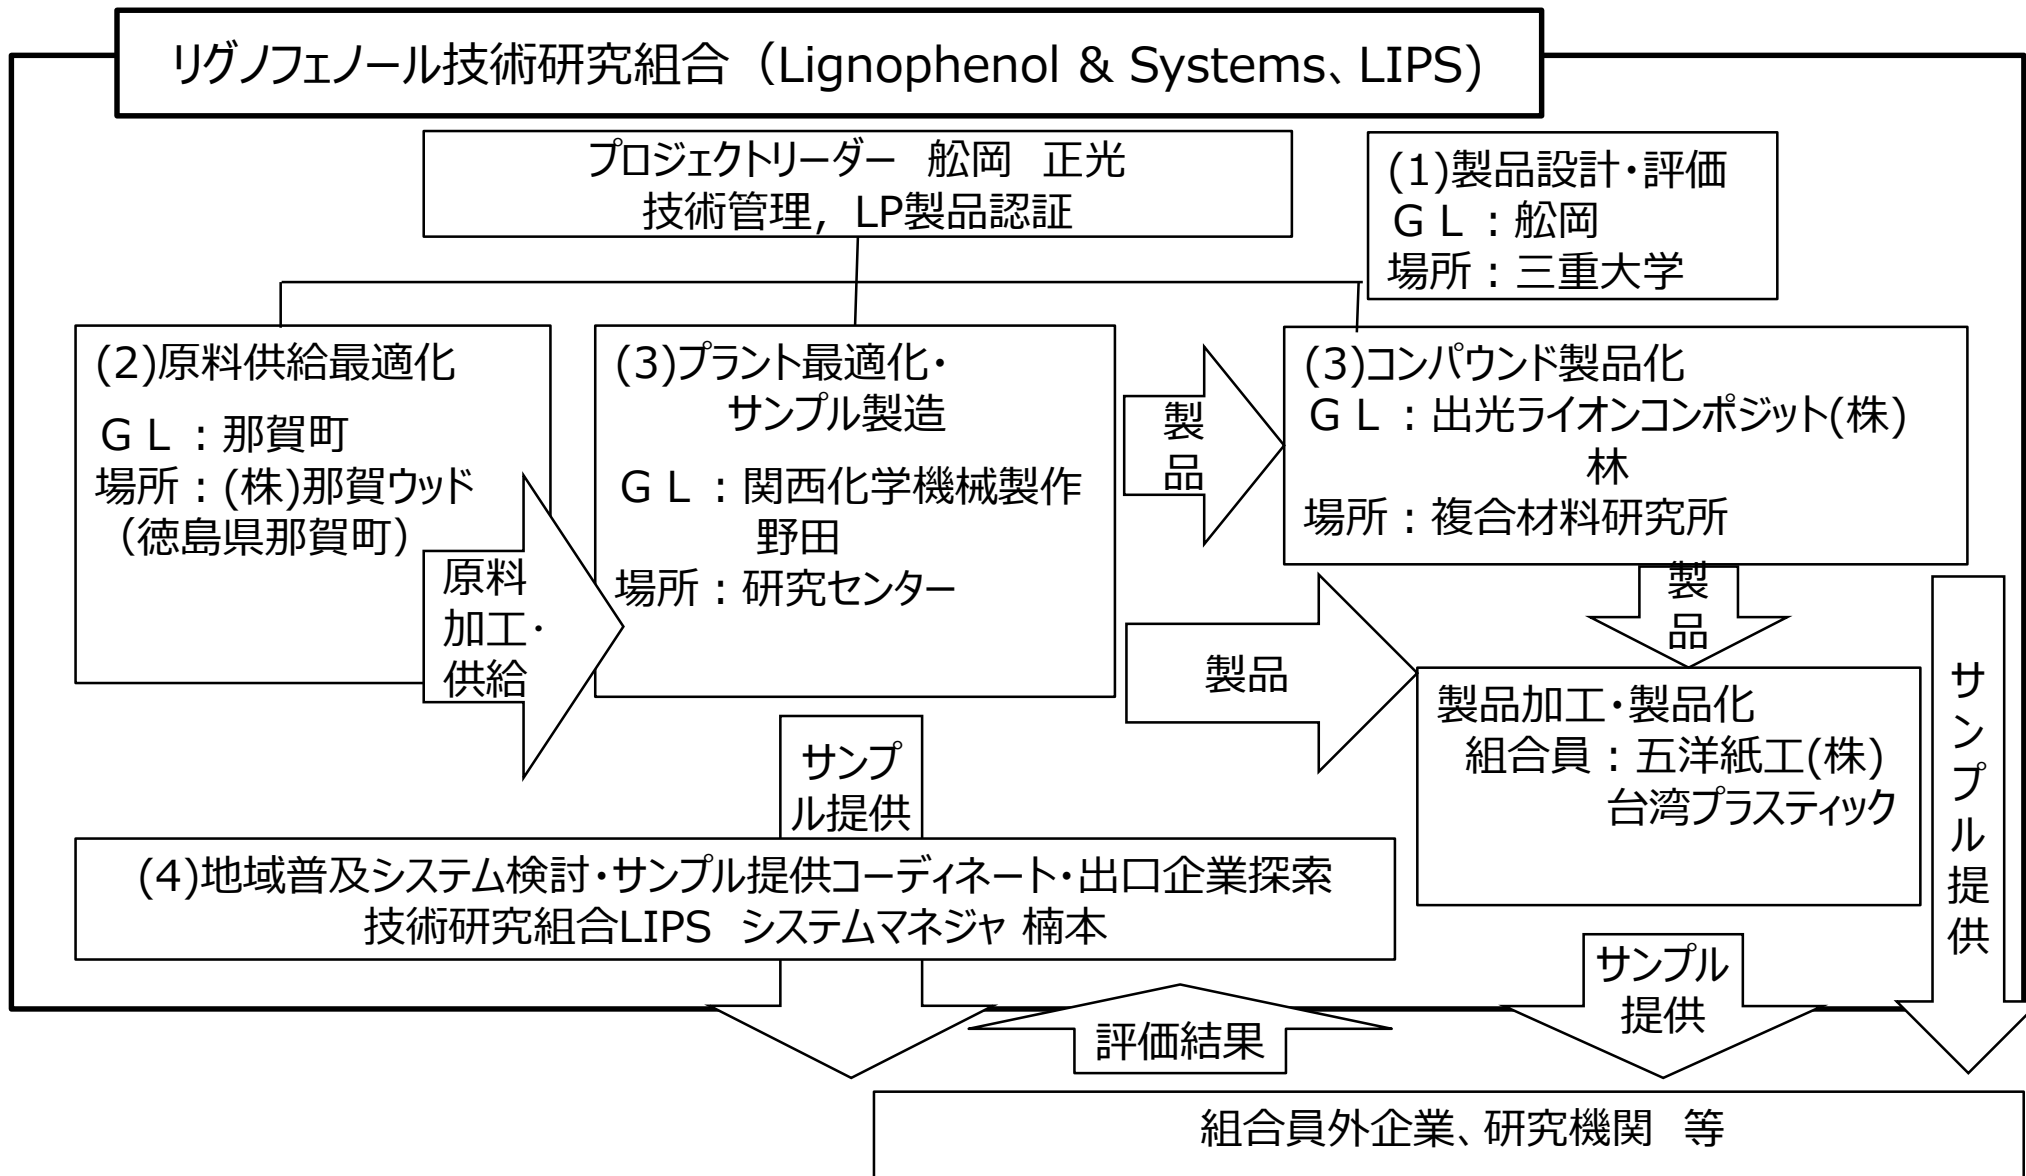 リグノフェノール技術研究組合（Lignophenol & Systems、LIPS）
プロジェクトリーダー　舩岡　正光
技術管理，LP製品認証
(1)製品設計・評価
ＧＬ：舩岡
場所：三重大学
(2)原料供給最適化
ＧＬ：那賀町
場所：(株)那賀ウッド
（徳島県那賀町）
原料
加工・
供給
(3)プラント最適化・
サンプル製造
ＧＬ：関西化学機械製作
野田
場所：研究センター
製
品
(3)コンパウンド製品化
ＧＬ：出光ライオンコンポジット(株)
林
場所：複合材料研究所
製
品
製品
製品加工・製品化
組合員：五洋紙工(株)
台湾プラスティック
サ
ン
プ
ル
提
供
サンプ
ル提供
(4)地域普及システム検討・サンプル提供コーディネート・出口企業探索
技術研究組合LIPS　システムマネジャ 楠本
サンプル
提供
評価結果
組合員外企業、研究機関　等